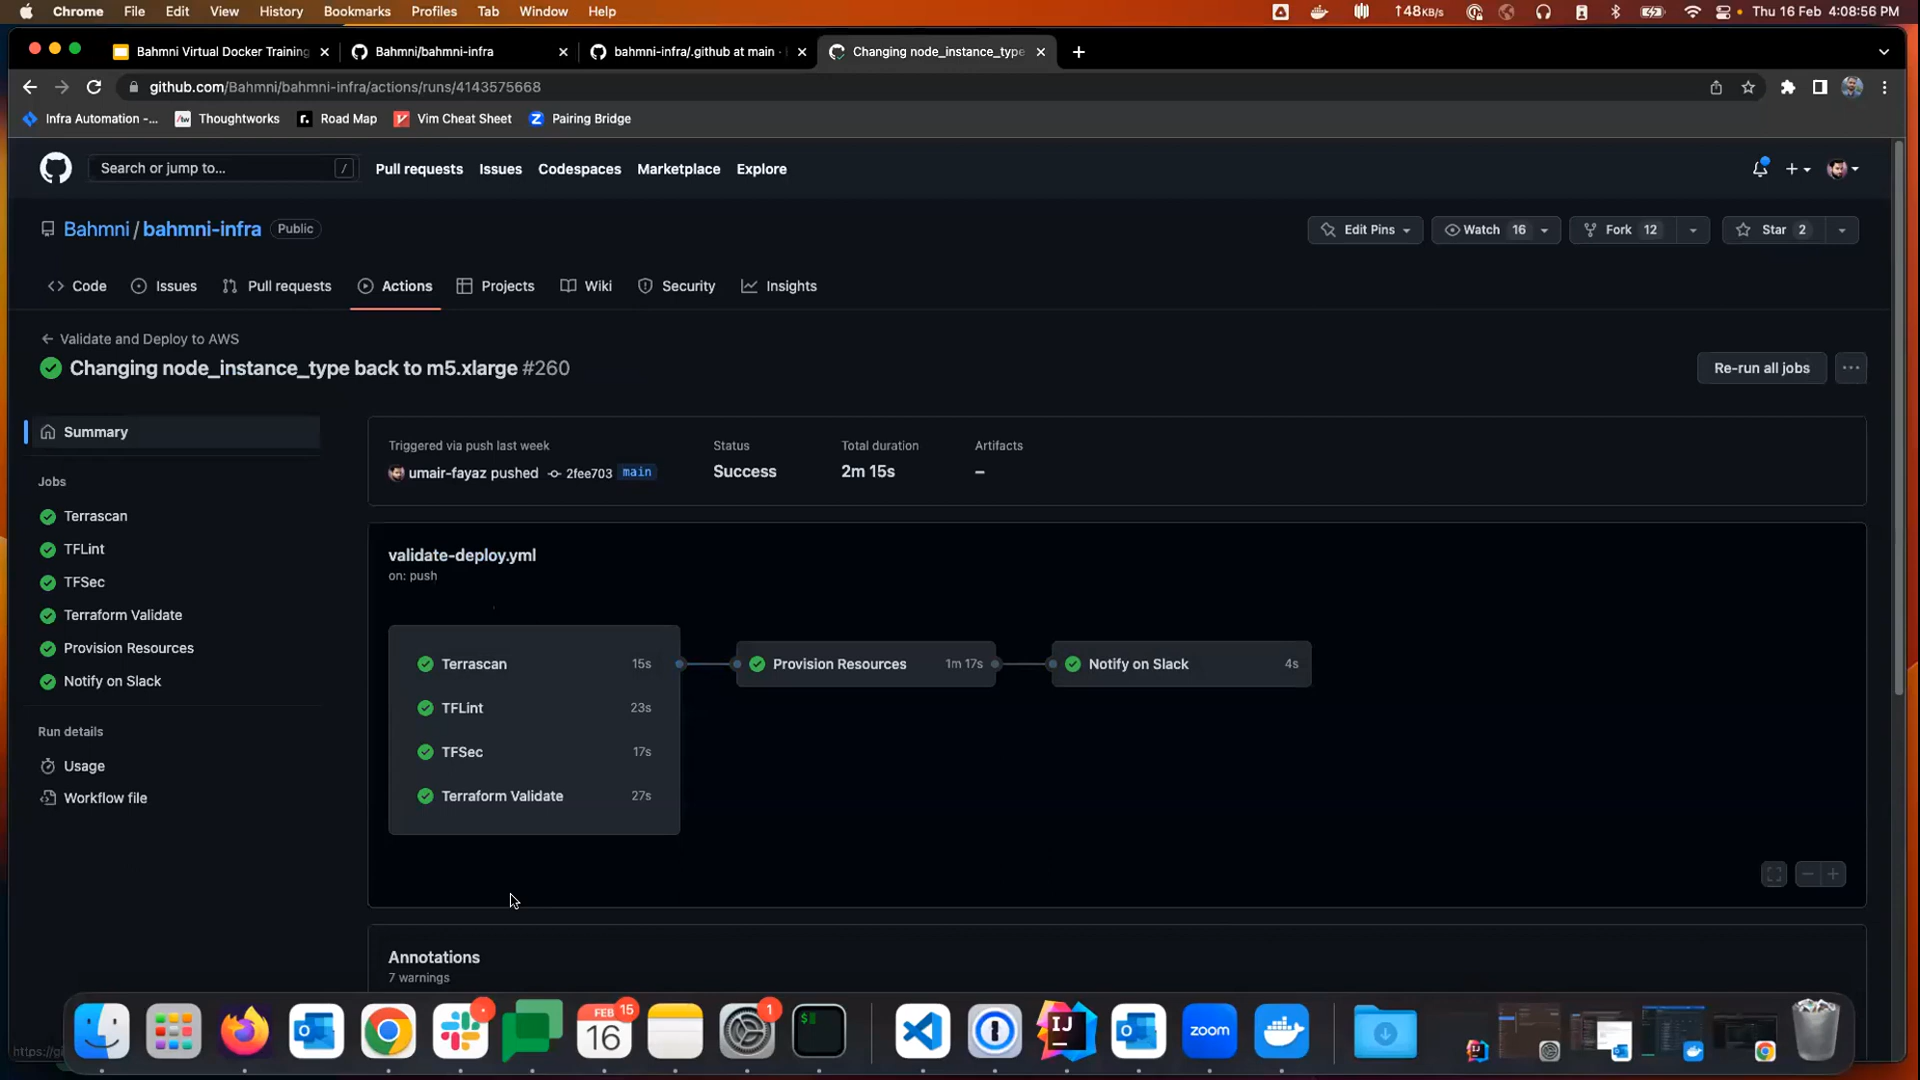 Chrome File Edit View History Bookmarks Profiles Tab Window Help
↑48KB/s
Thu 16 Feb 4:08:56 PM
Bahmni Virtual Docker Training
Bahmni/bahmni-infra
bahmni-infra/.github at main ·
Changing node_instance_type
github.com/Bahmni/bahmni-infra/actions/runs/4143575668
Infra Automation -...
/tw Thoughtworks
r. Road Map
Vim Cheat Sheet
Z Pairing Bridge
Search or jump to... /
Pull requests Issues Codespaces Marketplace Explore
Bahmni / bahmni-infra Public
Edit Pins
Watch 16
Fork 12
Star 2
Code Issues Pull requests Actions Projects Wiki Security Insights
← Validate and Deploy to AWS
Changing node_instance_type back to m5.xlarge #260
Re-run all jobs
...
Summary
Jobs
Terrascan
TFLint
TFSec
Terraform Validate
Provision Resources
Notify on Slack
Run details
Usage
Workflow file
Triggered via push last week
umair-fayaz pushed 2fee703 main
Status
Success
Total duration
2m 15s
Artifacts
–
validate-deploy.yml
on: push
Terrascan 15s
TFLint 23s
TFSec 17s
Terraform Validate 27s
Provision Resources 1m 17s
Notify on Slack 4s
Annotations
7 warnings
FEB
16
15
1
$
IJ
zoom